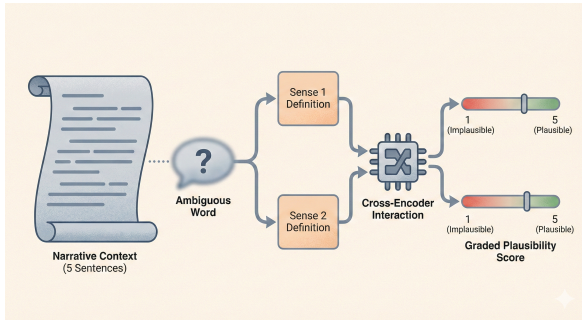 Narrative Context
(5 Sentences)
?
Ambiguous
Word
Sense 1
Definition
Sense 2
Definition
Cross-Encoder
Interaction
1
(Implausible)
5
(Plausible)
1
(Implausible)
5
(Plausible)
Graded Plausibility
Score